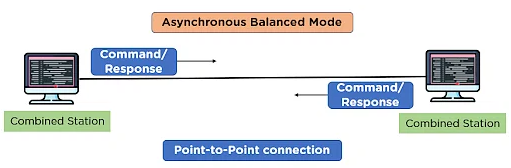 Asynchronous Balanced Mode
Command/
Response
Command/
Response
Combined Station
Combined Station
Point-to-Point connection